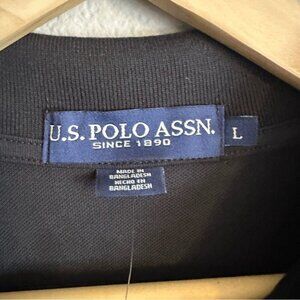 U.S. POLO ASSN.
SINCE 1890
L
MADE IN
BANGLADESH
HECHO EN
BANGLADESH